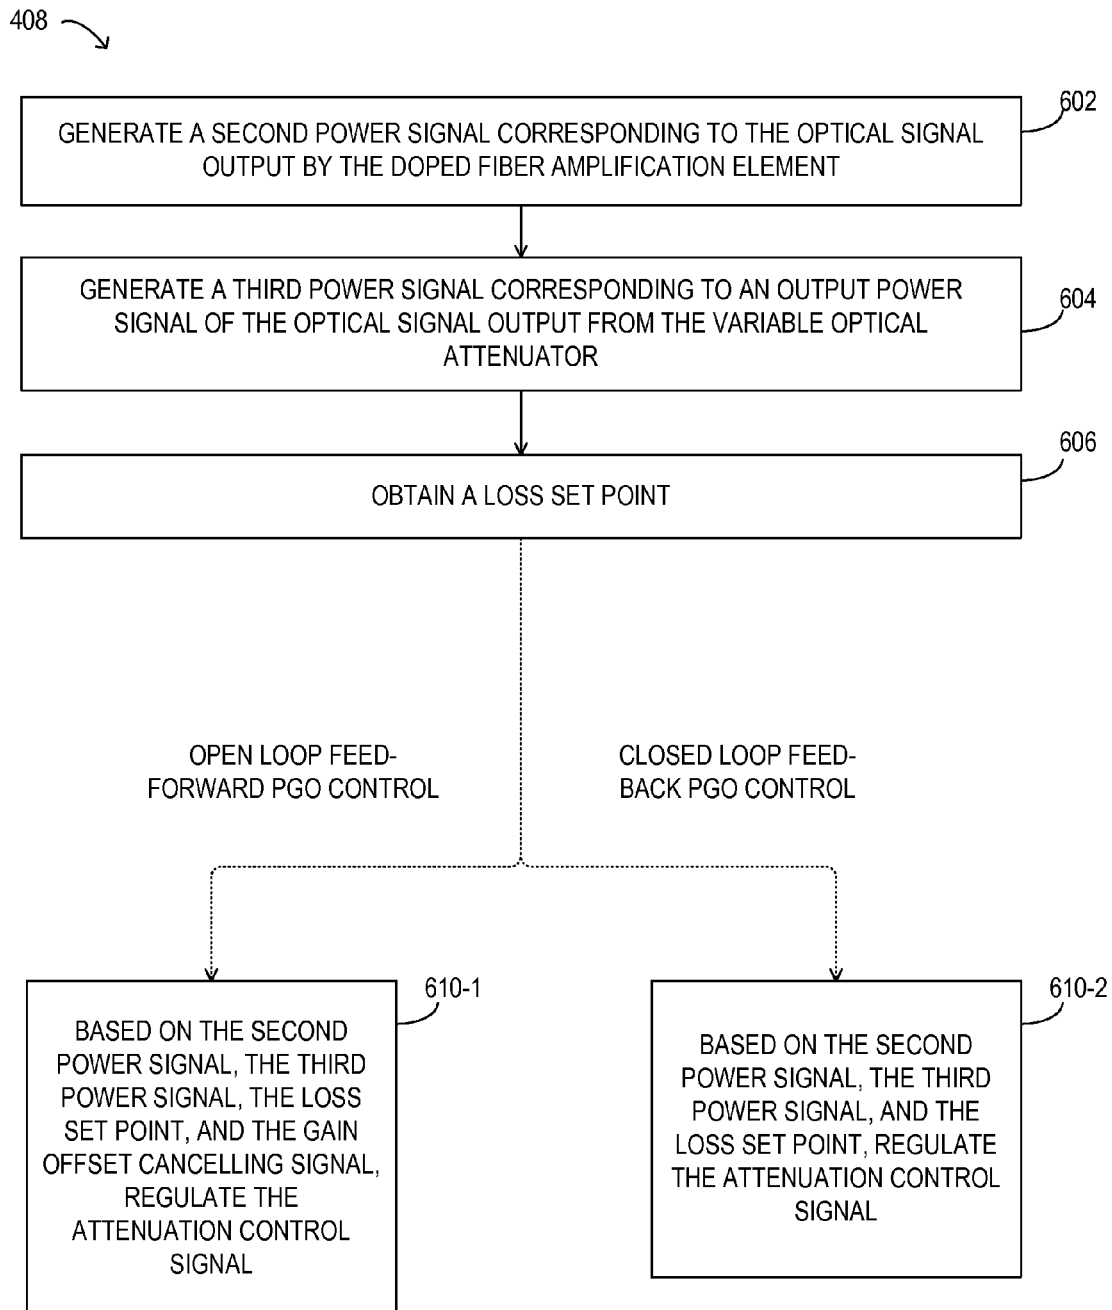 408
602
GENERATE A SECOND POWER SIGNAL CORRESPONDING TO THE OPTICAL SIGNAL
OUTPUT BY THE DOPED FIBER AMPLIFICATION ELEMENT
GENERATE A THIRD POWER SIGNAL CORRESPONDING TO AN OUTPUT POWER
SIGNAL OF THE OPTICAL SIGNAL OUTPUT FROM THE VARIABLE OPTICAL
ATTENUATOR
604
606
OBTAIN A LOSS SET POINT
OPEN LOOP FEED-
FORWARD PGO CONTROL
CLOSED LOOP FEED-
BACK PGO CONTROL
610-1
BASED ON THE SECOND
POWER SIGNAL, THE THIRD
POWER SIGNAL, THE LOSS
SET POINT, AND THE GAIN
OFFSET CANCELLING SIGNAL,
REGULATE THE
ATTENUATION CONTROL
SIGNAL
610-2
BASED ON THE SECOND
POWER SIGNAL, THE THIRD
POWER SIGNAL, AND THE
LOSS SET POINT, REGULATE
THE ATTENUATION CONTROL
SIGNAL